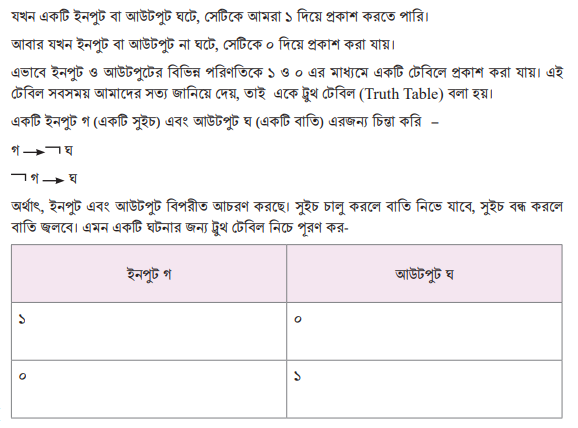 যখন একটি ইনপুট বা আউটপুট ঘটে, সেটিকে আমরা ১ দিয়ে প্রকাশ করতে পারি।
আবার যখন ইনপুট বা আউটপুট না ঘটে, সেটিকে ০ দিয়ে প্রকাশ করা যায়।
এভাবে ইনপুট ও আউটপুটের বিভিন্ন পরিণতিকে ১ ও ০ এর মাধ্যমে একটি টেবিলে প্রকাশ করা যায়। এই
টেবিল সবসময় আমাদের সত্য জানিয়ে দেয়, তাই একে ট্রুথ টেবিল (Truth Table) বলা হয়।
একটি ইনপুট গ (একটি সুইচ) এবং আউটপুট ঘ (একটি বাতি) এরজন্য চিন্তা করি –
গ → ¬ ঘ
¬ গ → ঘ
অর্থাৎ, ইনপুট এবং আউটপুট বিপরীত আচরণ করছে। সুইচ চালু করলে বাতি নিভে যাবে, সুইচ বন্ধ করলে
বাতি জ্বলবে। এমন একটি ঘটনার জন্য ট্রুথ টেবিল নিচে পূরণ কর-
ইনপুট গ আউটপুট ঘ
১ ০
০ ১